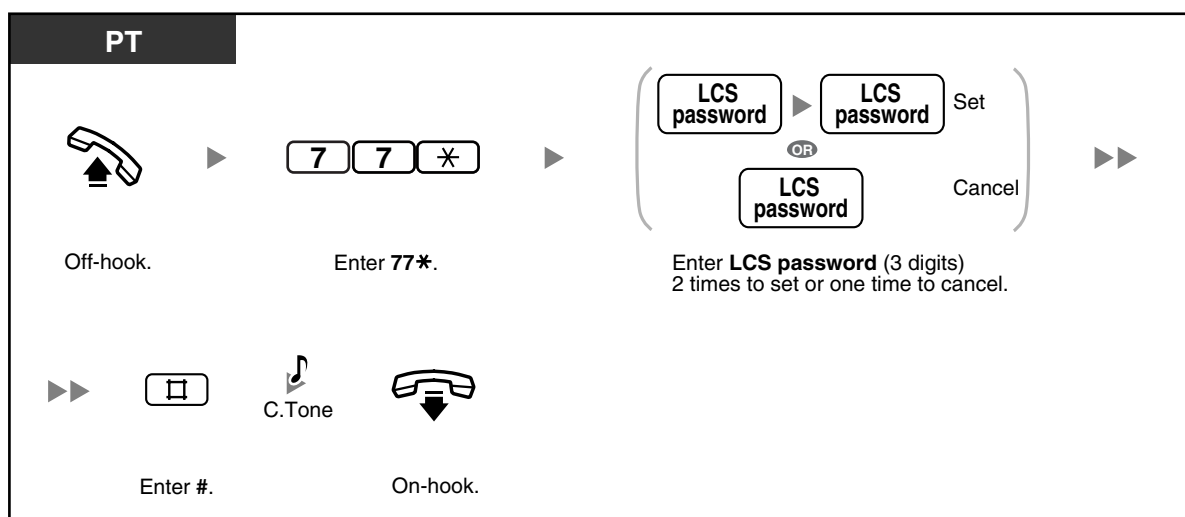 PT
LCS password LCS password Set
OR
7 7 *
LCS password Cancel
Off-hook.
Enter 77*.
Enter LCS password (3 digits)
2 times to set or one time to cancel.
#
C.Tone
Enter #.
On-hook.